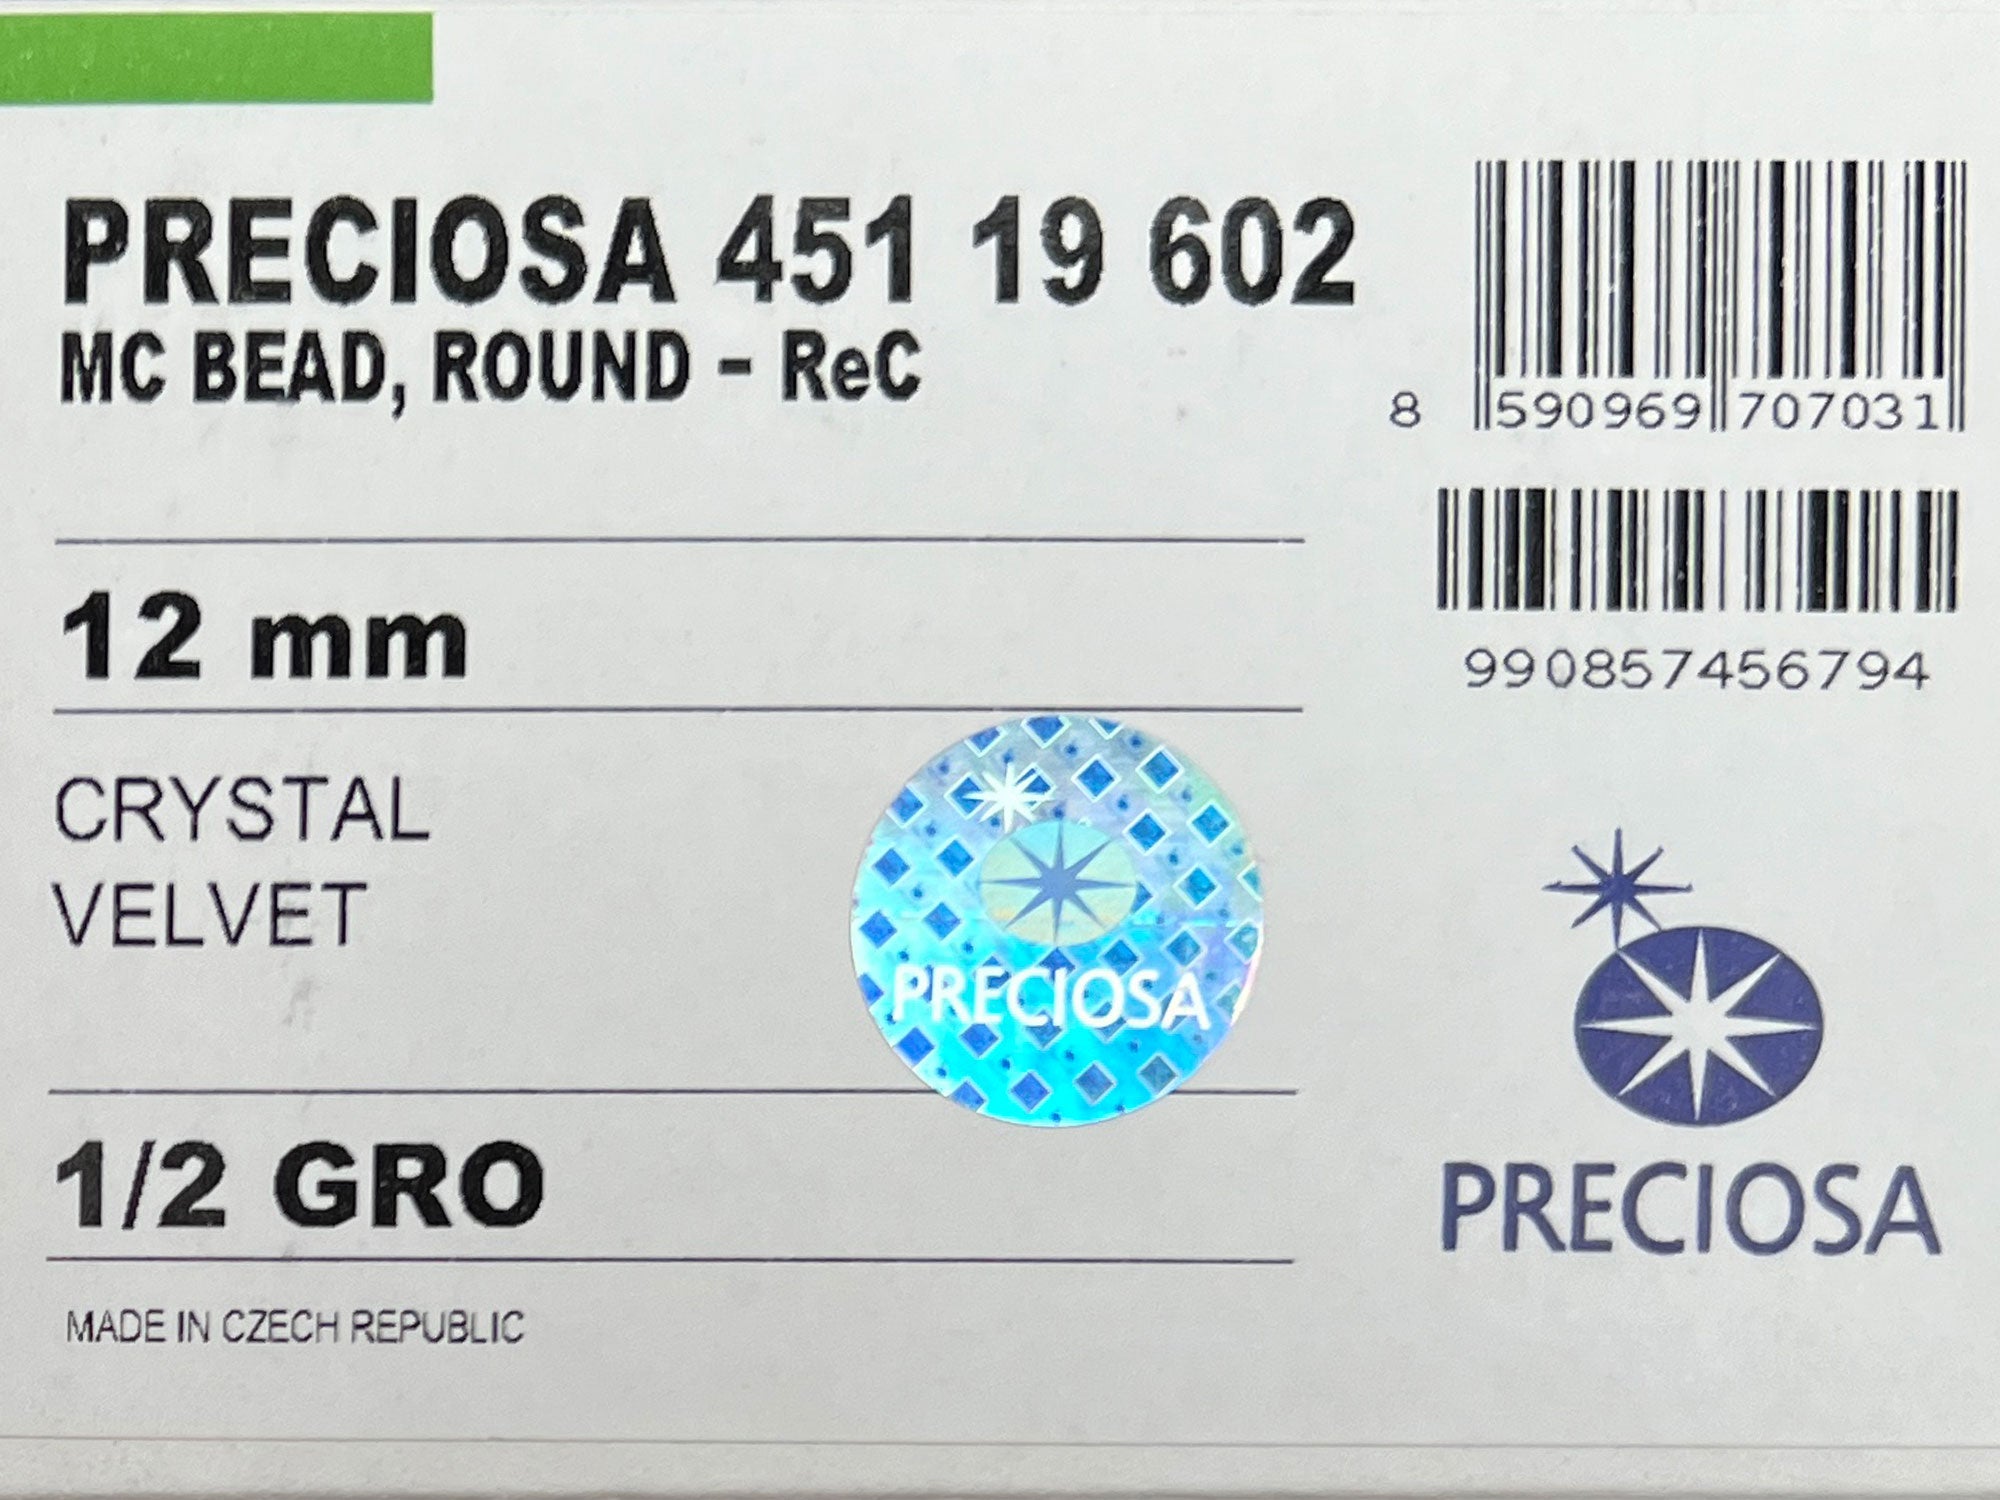 PRECIOSA 451 19 602
MC BEAD, ROUND - ReC
8 590969 707031
12 mm
990857456794
CRYSTAL
VELVET
PRECIOSA
1/2 GRO
PRECIOSA
MADE IN CZECH REPUBLIC